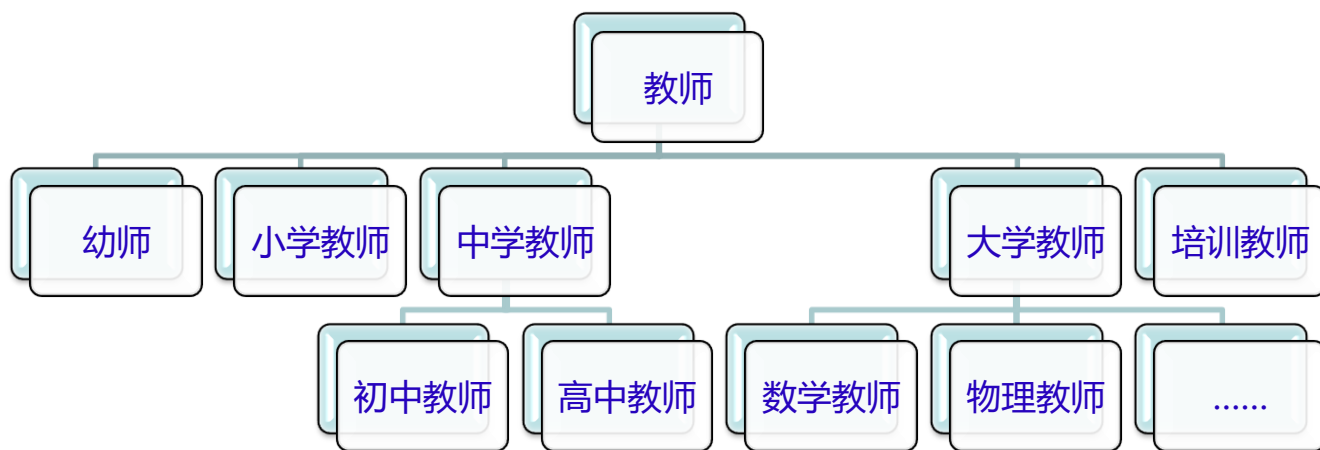 教师
幼师
小学教师
中学教师
大学教师
培训教师
初中教师
高中教师
数学教师
物理教师
......